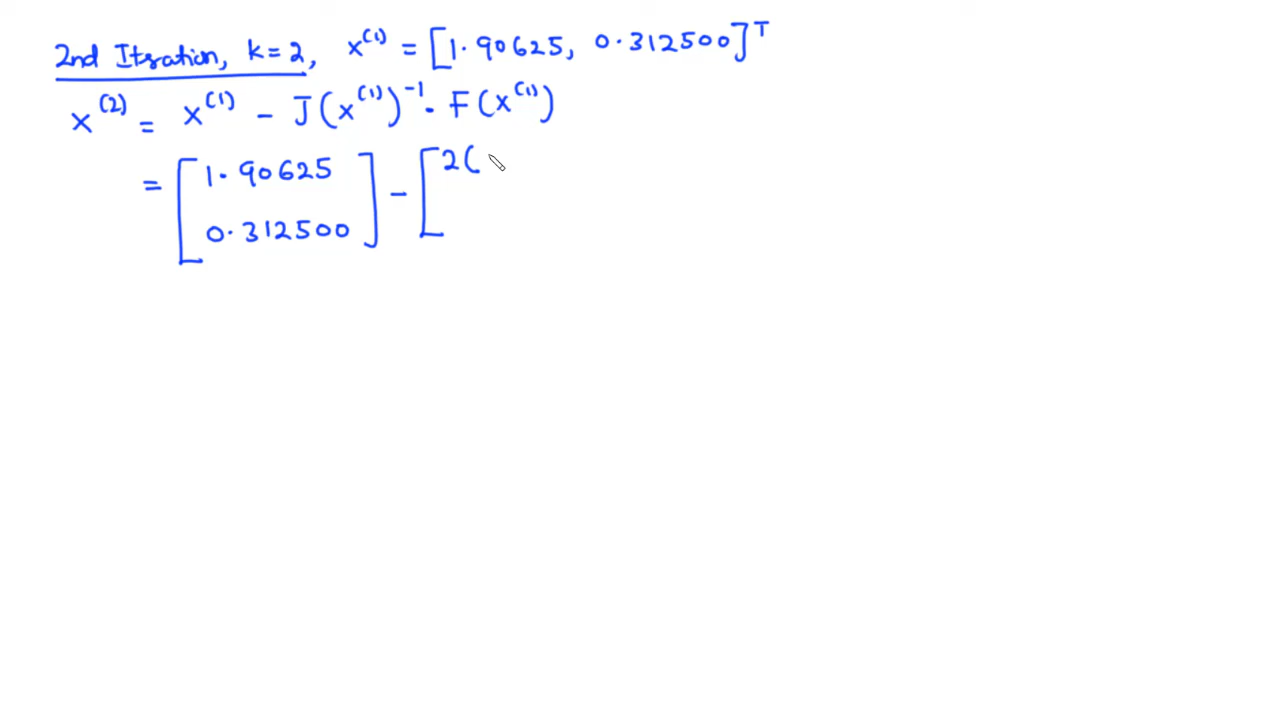 2nd Iteration, k = 2, x^(1) = [1.90625, 0.312500]^T
x^(2) = x^(1) - J(x^(1))^-1 . F(x^(1))
= [1.90625 ] - [2(
0.312500